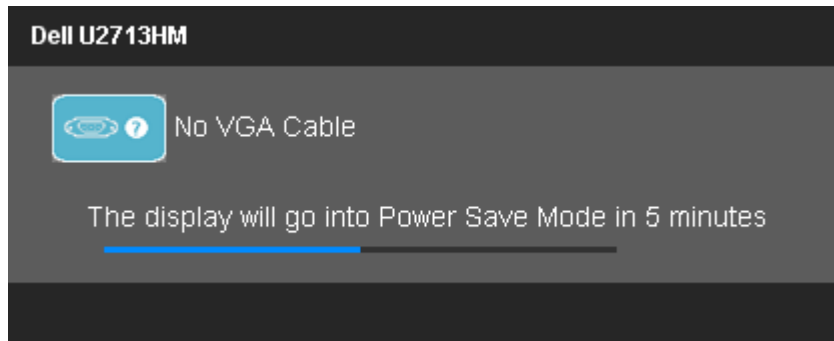 Dell U2713HM
? No VGA Cable
The display will go into Power Save Mode in 5 minutes